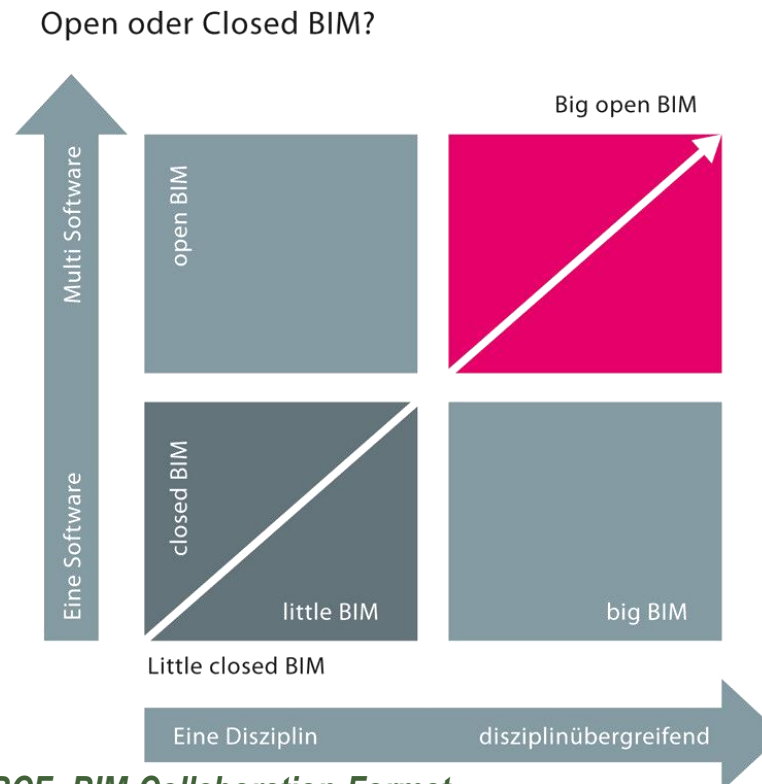 Open oder Closed BIM?
Big open BIM
Multi Software
open BIM
Eine Software
closed BIM
little BIM
big BIM
Little closed BIM
Eine Disziplin
disziplinübergreifend
BIM Collaboration Format